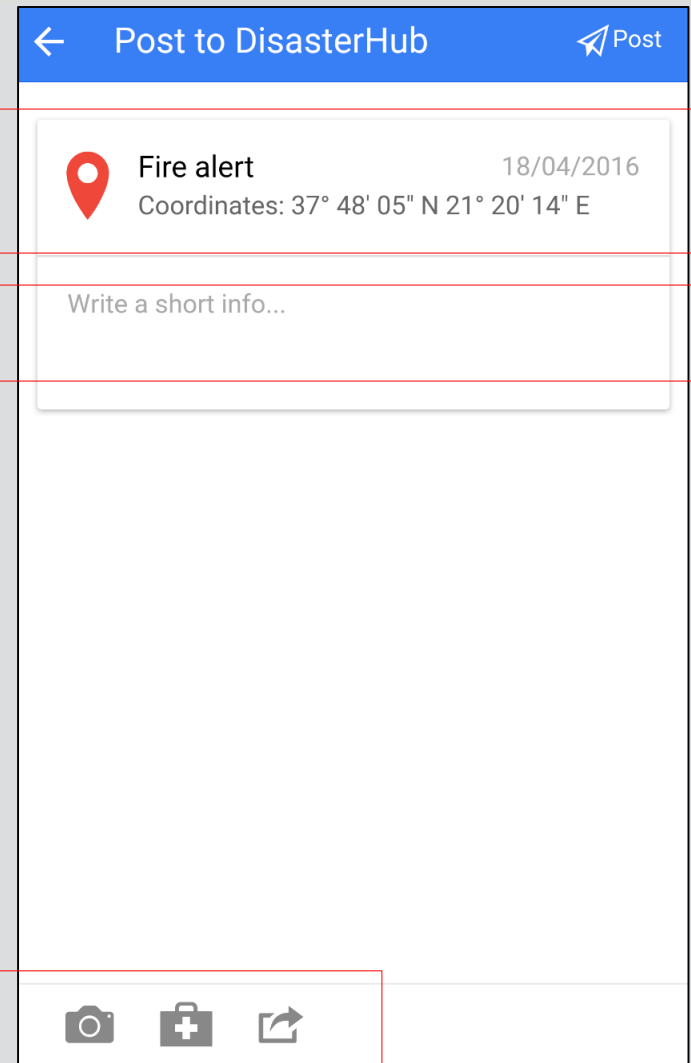 Post to DisasterHub Post
Fire alert 18/04/2016
Coordinates: 37° 48' 05" N 21° 20' 14" E
Write a short info...